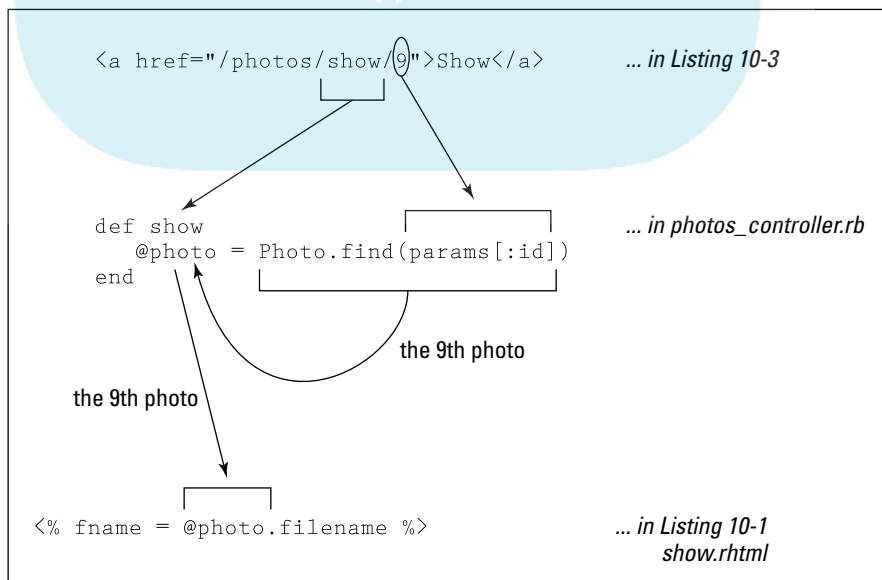 <a href="/photos/show/9">Show</a> ... in Listing 10-3
def show ... in photos_controller.rb
@photo = Photo.find(params[:id])
end
the 9th photo
the 9th photo
<% fname = @photo.filename %> ... in Listing 10-1
show.rhtml